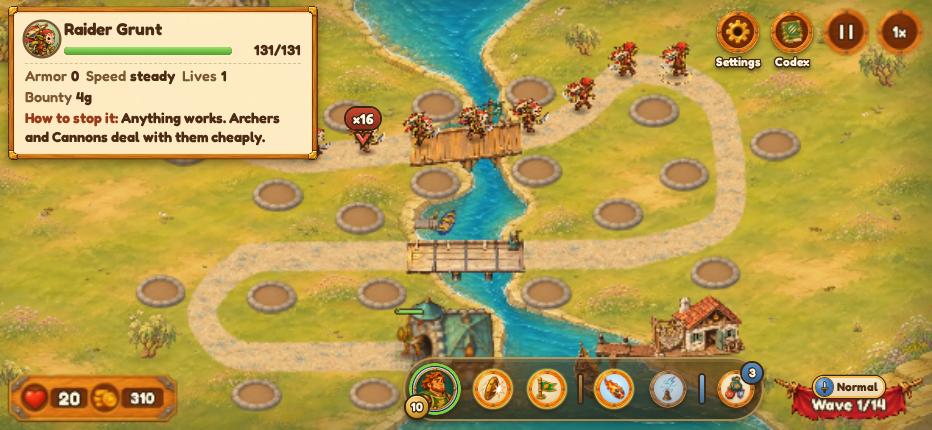 Raider Grunt
131/131
Armor 0 Speed steady Lives 1
Bounty 4g
How to stop it: Anything works. Archers
and Cannons deal with them cheaply.
×16
1x
Settings
Codex
20
310
10
3
Normal
Wave 1/14